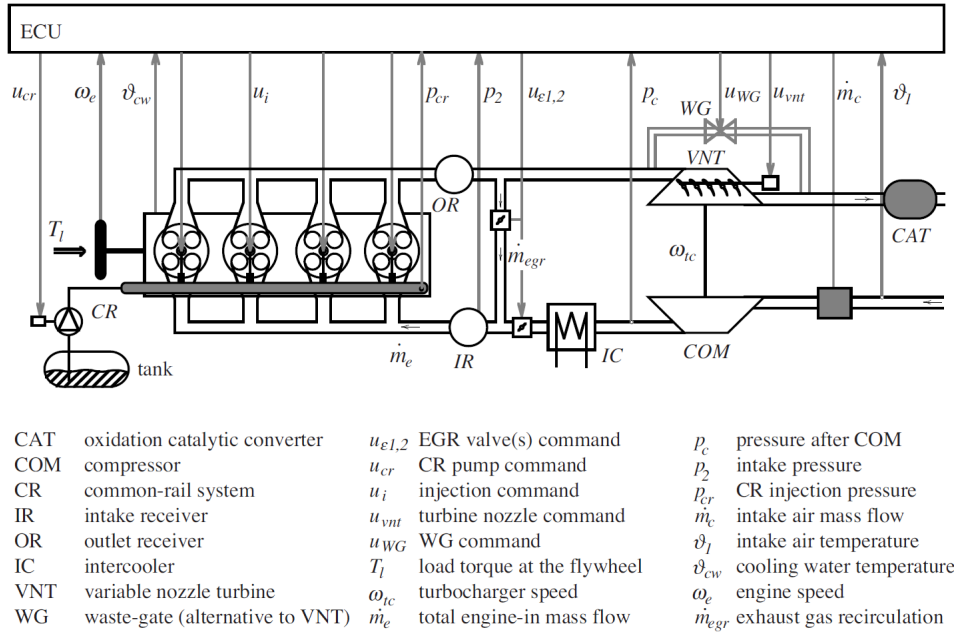 ECU
u_cr ω_e ϑ_cw u_i p_cr p_2 u_ε1,2 p_c u_WG u_vnt ṁ_c ϑ_1
WG
VNT
OR
CAT
T_l
ṁ_egr
ω_tc
CR
ṁ_e IR IC COM
tank
CAT oxidation catalytic converter u_ε1,2 EGR valve(s) command p_c pressure after COM
COM compressor u_cr CR pump command p_2 intake pressure
CR common-rail system u_i injection command p_cr CR injection pressure
IR intake receiver u_vnt turbine nozzle command ṁ_c intake air mass flow
OR outlet receiver u_WG WG command ϑ_1 intake air temperature
IC intercooler T_l load torque at the flywheel ϑ_cw cooling water temperature
VNT variable nozzle turbine ω_tc turbocharger speed ω_e engine speed
WG waste-gate (alternative to VNT) ṁ_e total engine-in mass flow ṁ_egr exhaust gas recirculation